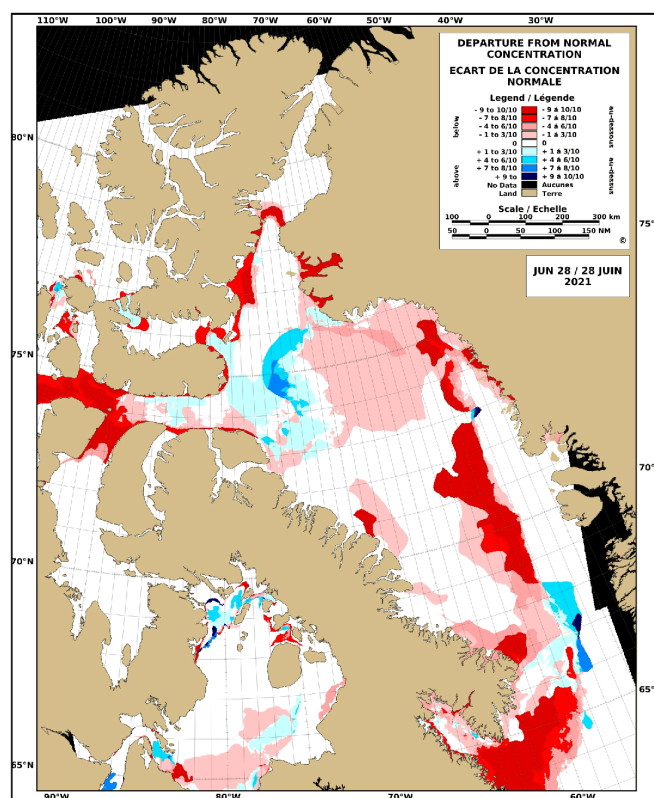 110°W 100°W 90°W 80°W 70°W 60°W 50°W 40°W 30°W
DEPARTURE FROM NORMAL
CONCENTRATION
ECART DE LA CONCENTRATION
NORMALE
Legend / Légende
below
au-dessous
- 9 to 10/10 - 9 à 10/10
- 7 to 8/10 - 7 à 8/10
- 4 to 6/10 - 4 à 6/10
- 1 to 3/10 - 1 à 3/10
0 0
above
au-dessus
+ 1 to 3/10 + 1 à 3/10
+ 4 to 6/10 + 4 à 6/10
+ 7 to 8/10 + 7 à 8/10
+ 9 to + 9 à 10/10
No Data Aucunes
Land Terre
Scale / Echelle
100 0 100 200 300 km
50 0 50 100 150 NM
©
JUN 28 / 28 JUIN
2021
80°N
75°N
75°N
70°N
70°N
65°N
65°N
90°W 80°W 70°W 60°W